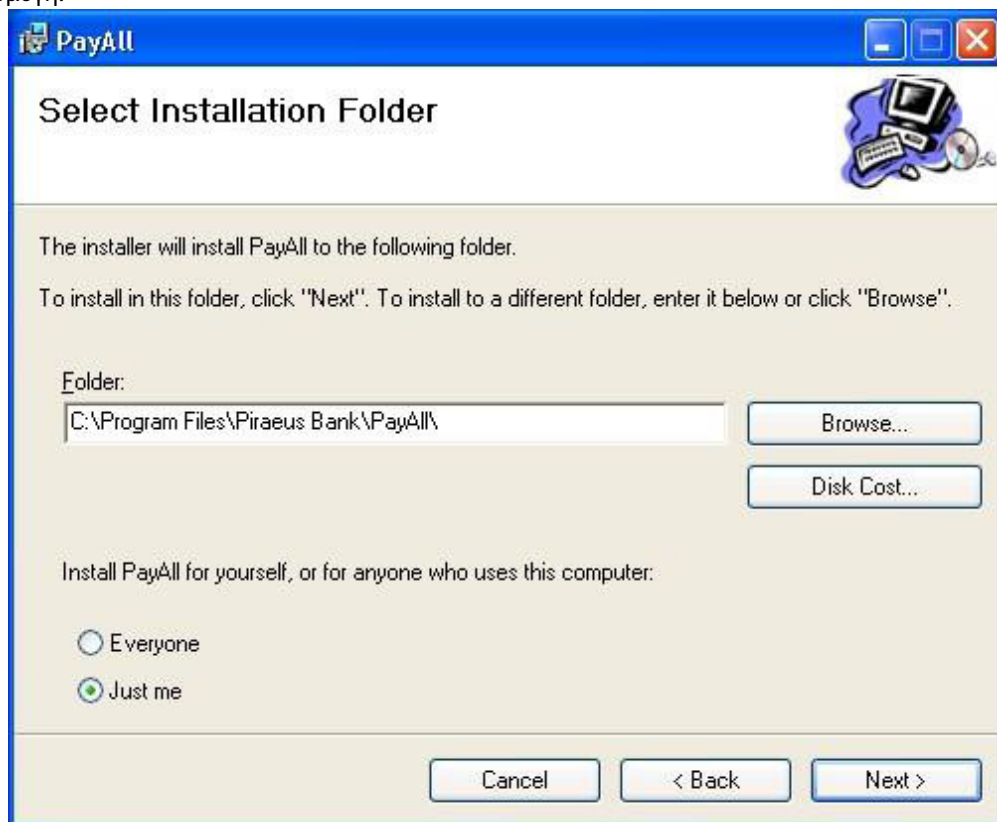 PayAll
Select Installation Folder
The installer will install PayAll to the following folder.
To install in this folder, click "Next". To install to a different folder, enter it below or click "Browse".
Folder:
C:\Program Files\Piraeus Bank\PayAll\
Browse...
Disk Cost...
Install PayAll for yourself, or for anyone who uses this computer:
Everyone
Just me
Cancel
< Back
Next >